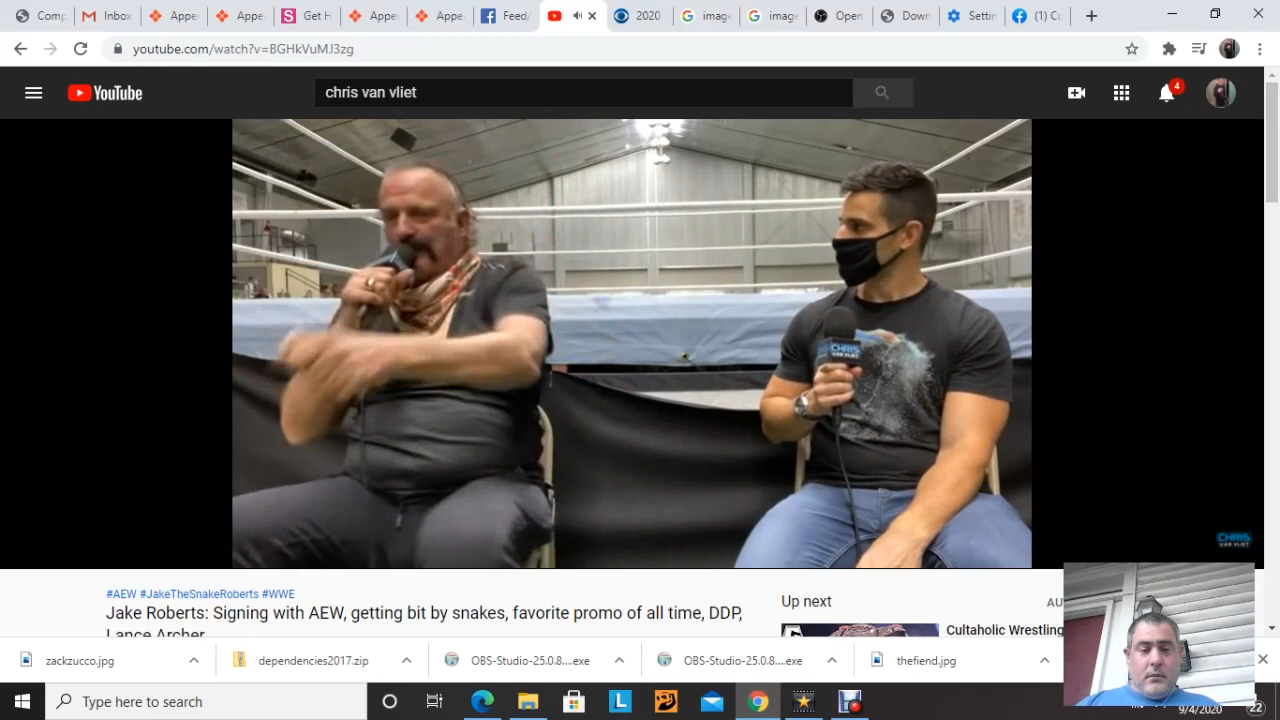 Comp
Inbox
Appe
Appe
Get H
Appe
Appe
Feed/
2020
image
image
Open
Down
Settin
(1) Cu
youtube.com/watch?v=BGHkVuMJ3zg
YouTube
chris van vliet
4
CHRIS
VAN VLIET
CHRIS
VAN VLIET
#AEW #JakeTheSnakeRoberts #WWE
Jake Roberts: Signing with AEW, getting bit by snakes, favorite promo of all time, DDP,
Lance Archer
Up next
AU
Cultaholic Wrestling
zackzucco.jpg
dependencies2017.zip
OBS-Studio-25.0.8....exe
OBS-Studio-25.0.8....exe
thefiend.jpg
Type here to search
L
9/4/2020
22